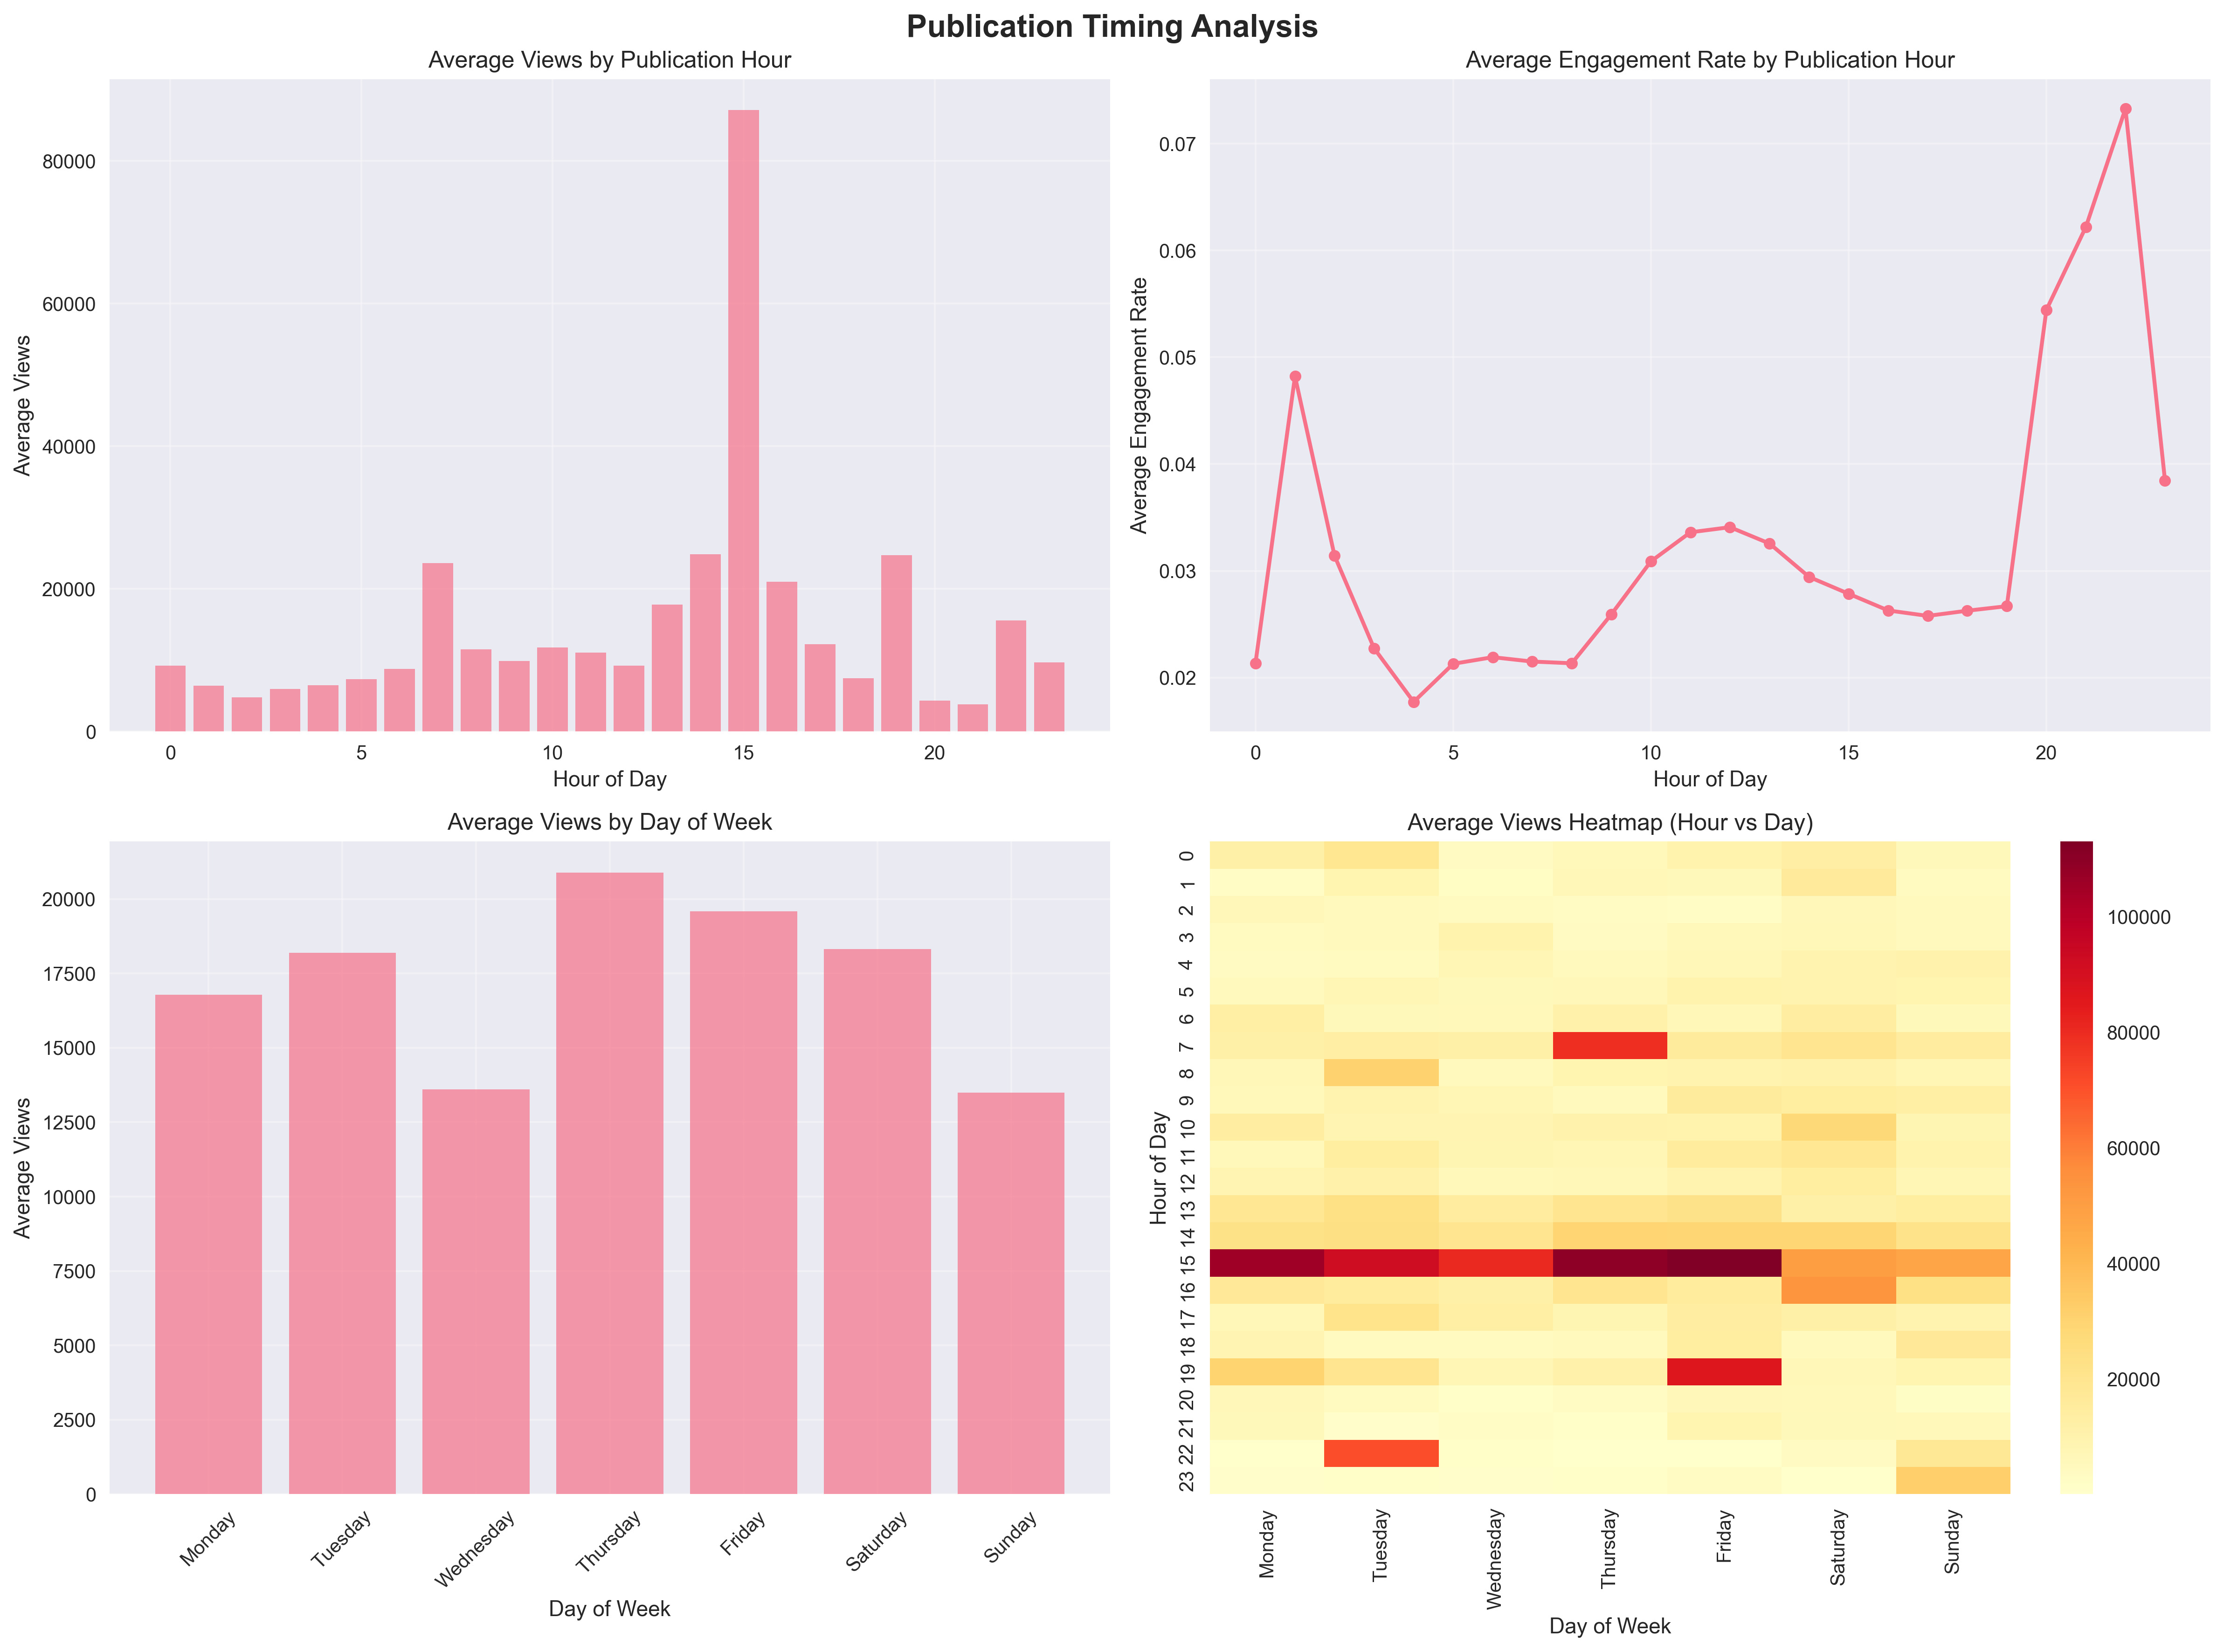 Publication Timing Analysis
Average Views by Publication Hour
Average Views
80000
60000
40000
20000
0
0 5 10 15 20
Hour of Day
Average Engagement Rate by Publication Hour
Average Engagement Rate
0.07
0.06
0.05
0.04
0.03
0.02
0 5 10 15 20
Hour of Day
Average Views by Day of Week
Average Views
20000
17500
15000
12500
10000
7500
5000
2500
0
Monday Tuesday Wednesday Thursday Friday Saturday Sunday
Day of Week
Average Views Heatmap (Hour vs Day)
Hour of Day
0
1
2
3
4
5
6
7
8
9
10
11
12
13
14
15
16
17
18
19
20
21
22
23
Monday Tuesday Wednesday Thursday Friday Saturday Sunday
Day of Week
100000
80000
60000
40000
20000